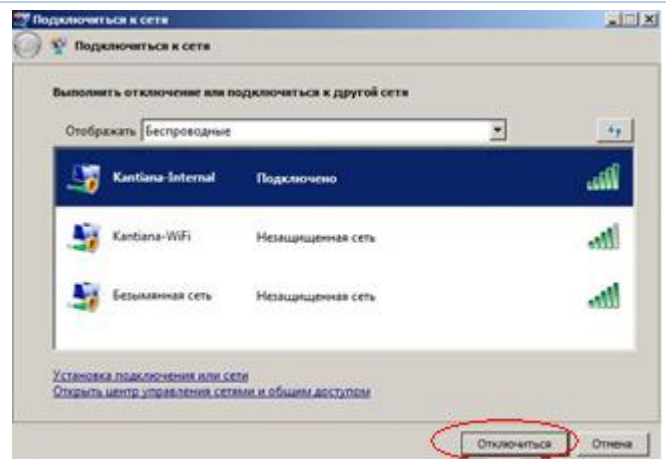 Подключиться к сети
Подключиться к сети
Выполнить отключение или подключиться к другой сети
Отображать Беспроводные
Kantiana-Internal Подключено
Kantiana-WiFi Незащищенная сеть
Безымянная сеть Незащищенная сеть
Установка подключения или сети
Открыть центр управления сетями и общим доступом
Отключиться Отмена